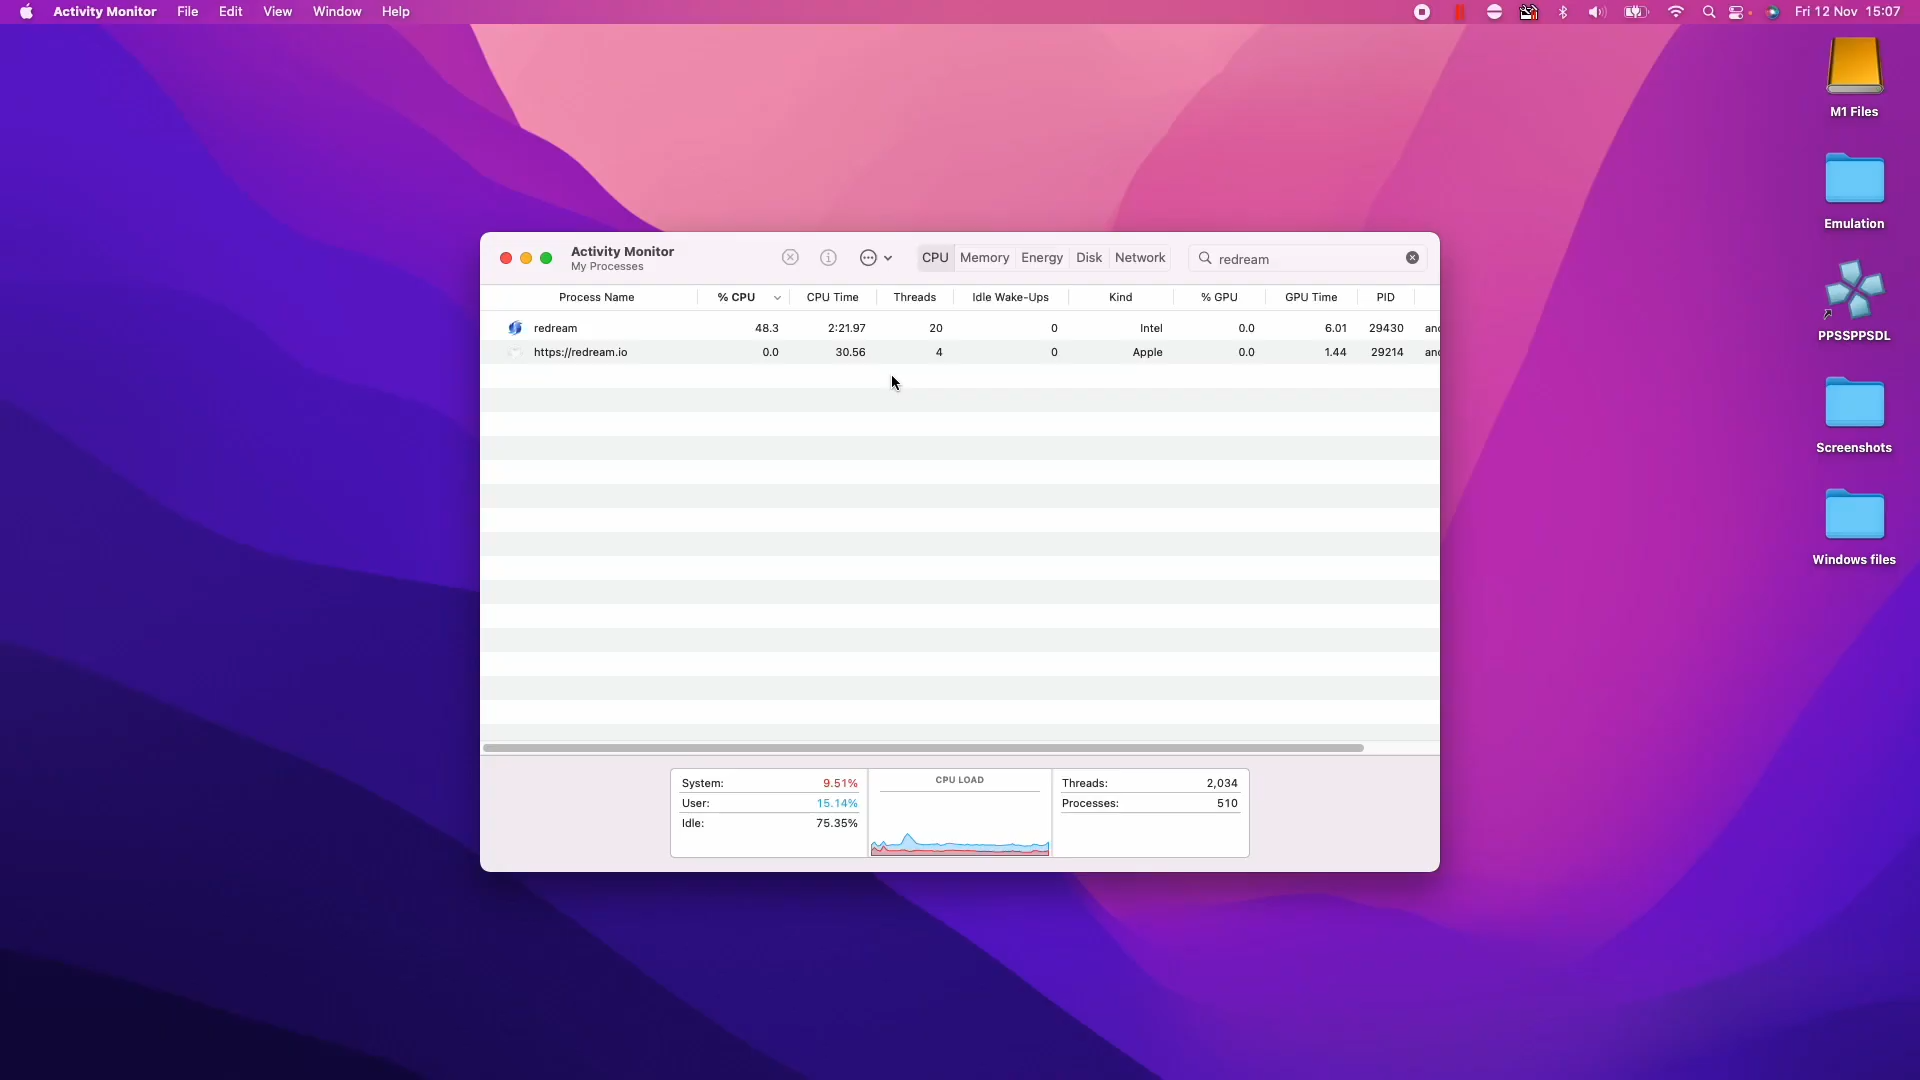 Activity Monitor File Edit View Window Help Fri 12 Nov 15:07
M1 Files
Emulation
PPSSPPSDL
Screenshots
Windows files
Activity Monitor
My Processes
CPU Memory Energy Disk Network redream
Process Name % CPU CPU Time Threads Idle Wake-Ups Kind % GPU GPU Time PID
redream 48.3 2:21.97 20 0 Intel 0.0 6.01 29430 and
https://redream.io 0.0 30.56 4 0 Apple 0.0 1.44 29214 and
System: 9.51% CPU LOAD Threads: 2,034
User: 15.14% Processes: 510
Idle: 75.35%